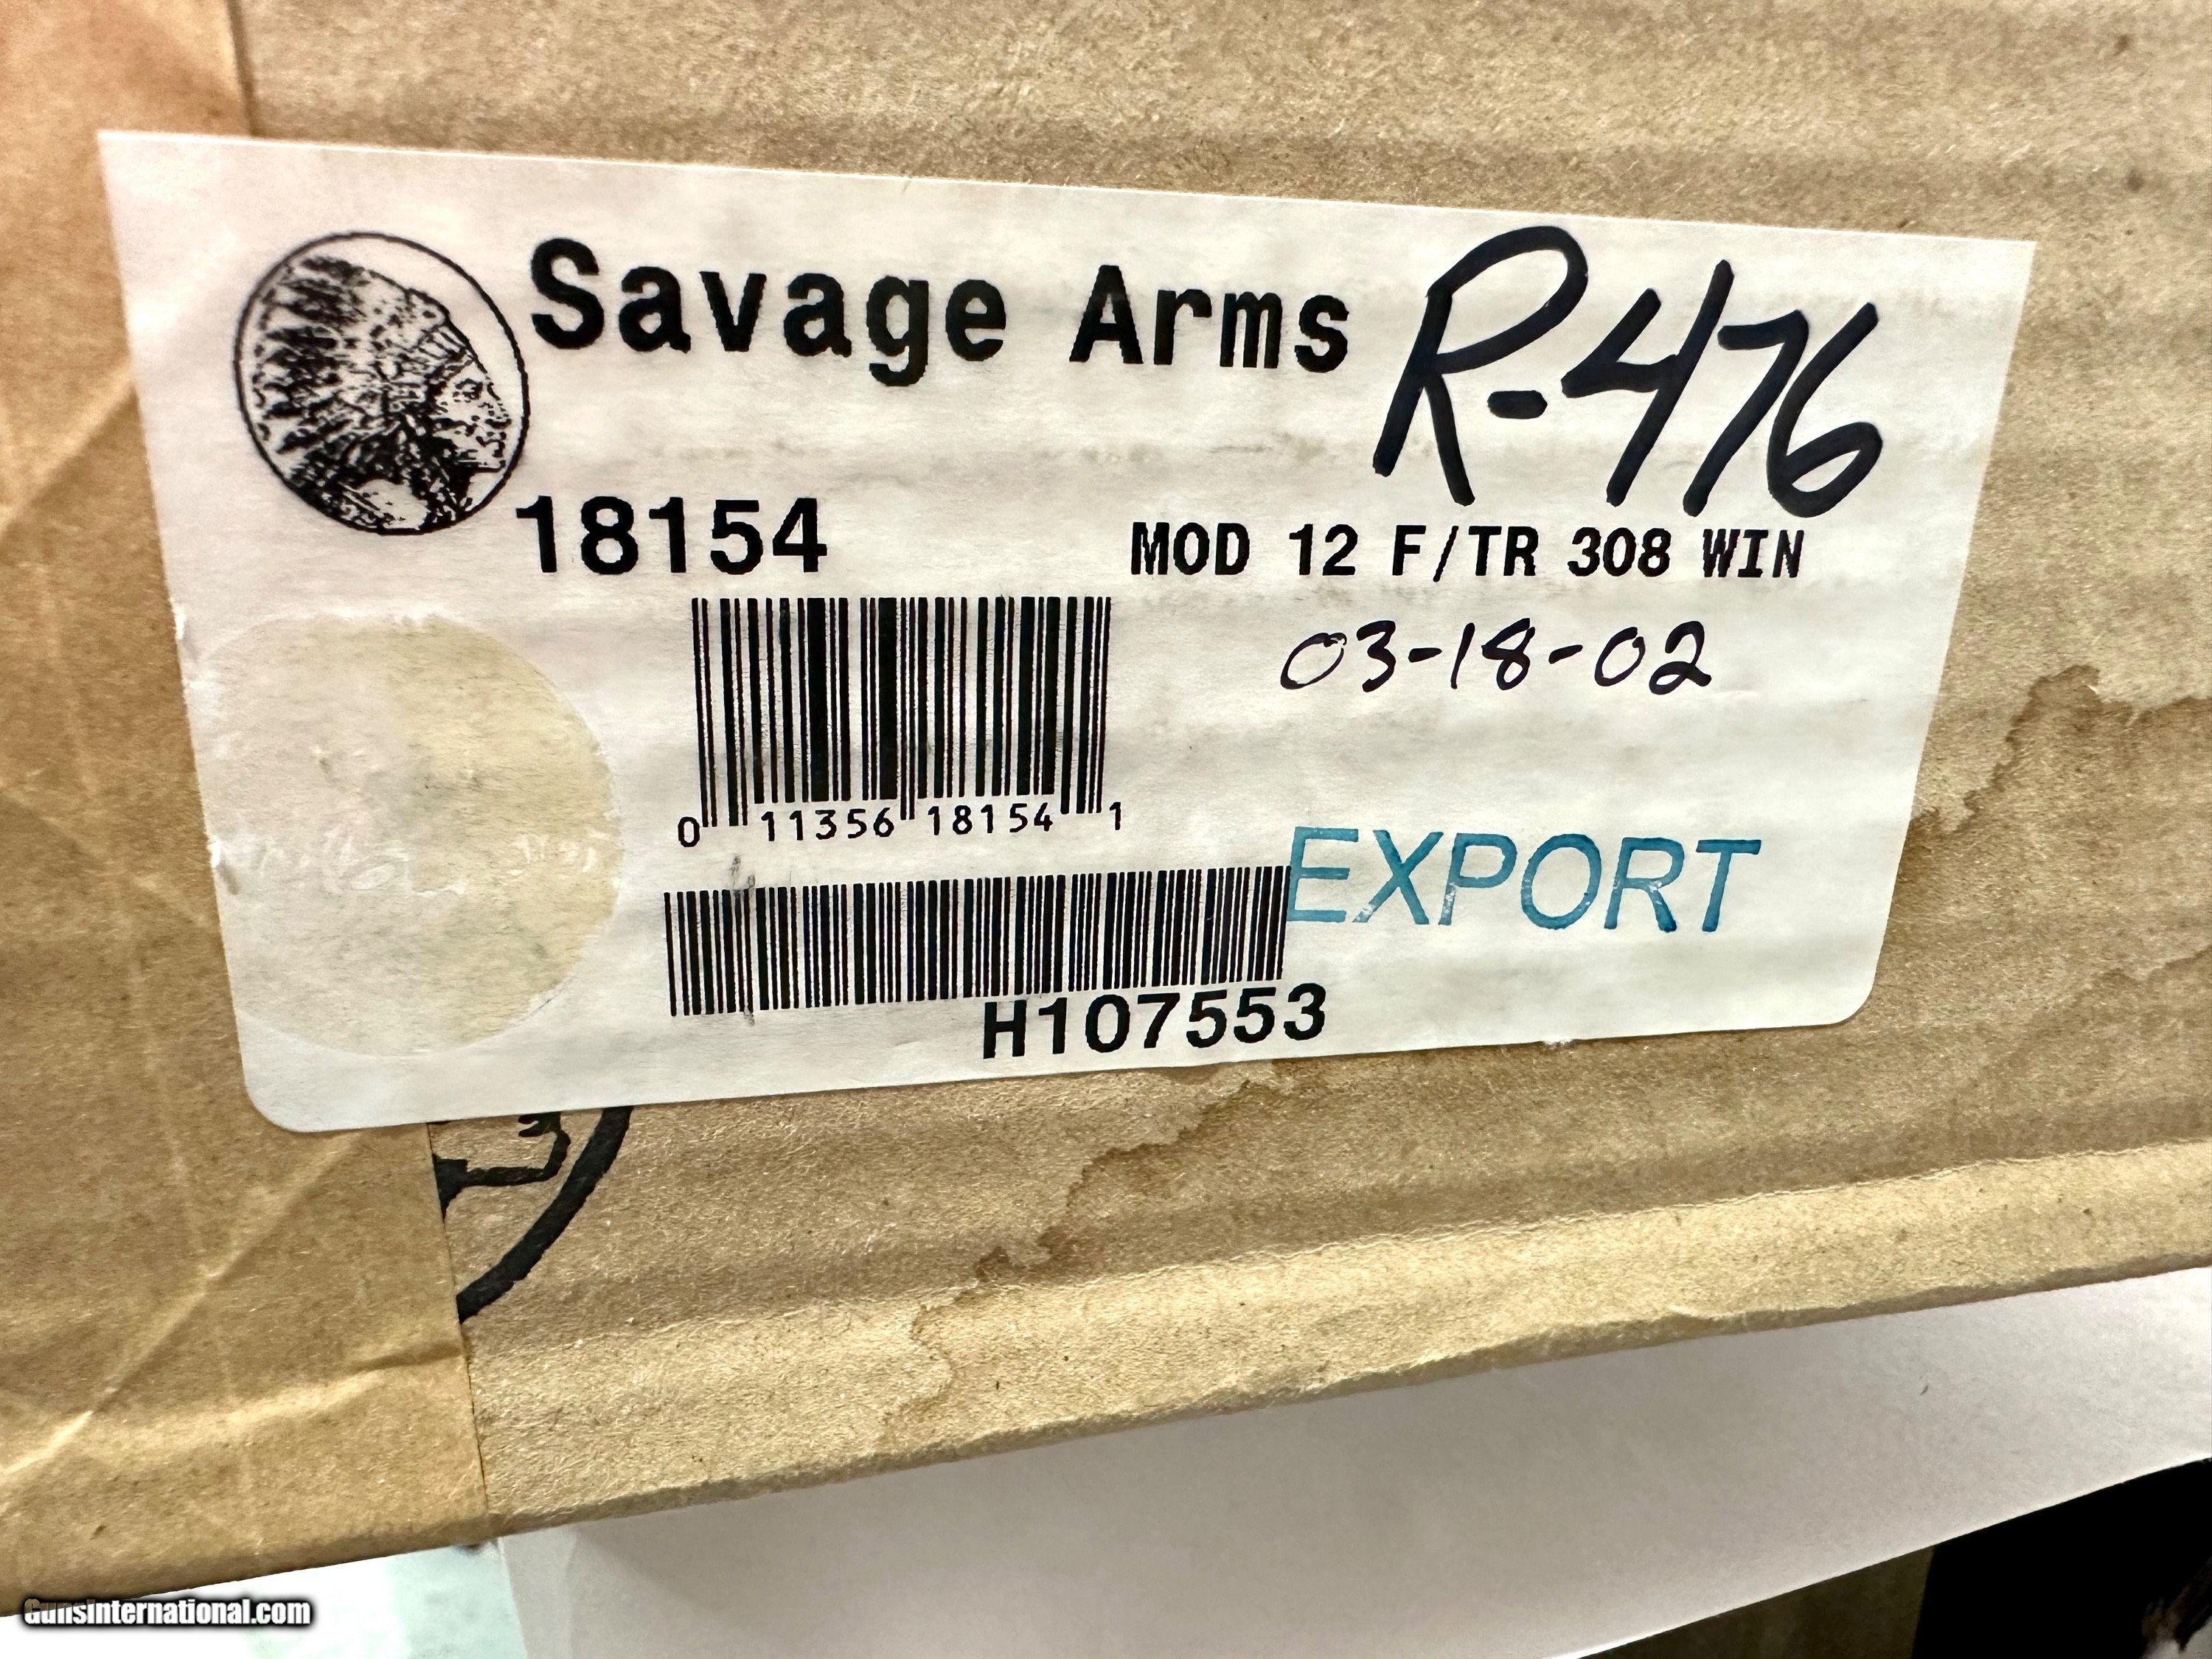 Savage Arms R-476
18154 MOD 12 F/TR 308 WIN
03-18-02
0 11356 18154 1
EXPORT
H107553
Gunsinternational.com